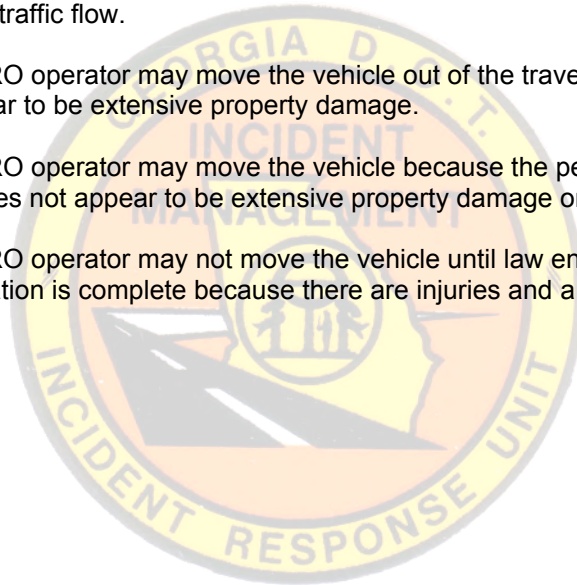 traffic flow.
RO operator may move the vehicle out of the trave
ar to be extensive property damage.
RO operator may move the vehicle because the pe
es not appear to be extensive property damage or
RO operator may not move the vehicle until law en
tion is complete because there are injuries and a
GEORGIA D.O.T.
INCIDENT
MANAGEMENT
INCIDENT RESPONSE UNIT